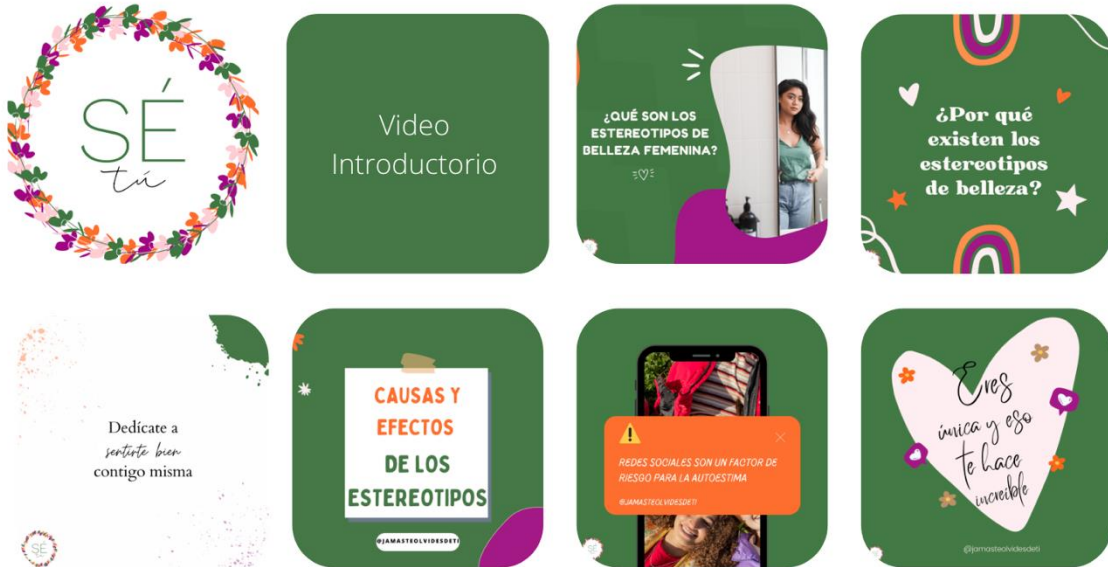 SÉ
tú
Video
Introductorio
¿QUÉ SON LOS
ESTEREOTIPOS DE
BELLEZA FEMENINA?
¿Por qué
existen los
estereotipos
de belleza?
Dedícate a
sentirte bien
contigo misma
SÉ
CAUSAS Y
EFECTOS
DE LOS
ESTEREOTIPOS
@JAMASTEOLVIDESDETI
REDES SOCIALES SON UN FACTOR DE
RIESGO PARA LA AUTOESTIMA
@JAMASTEOLVIDESDETI
Eres
única y eso
te hace
increíble
@jamasteolvidesdeti